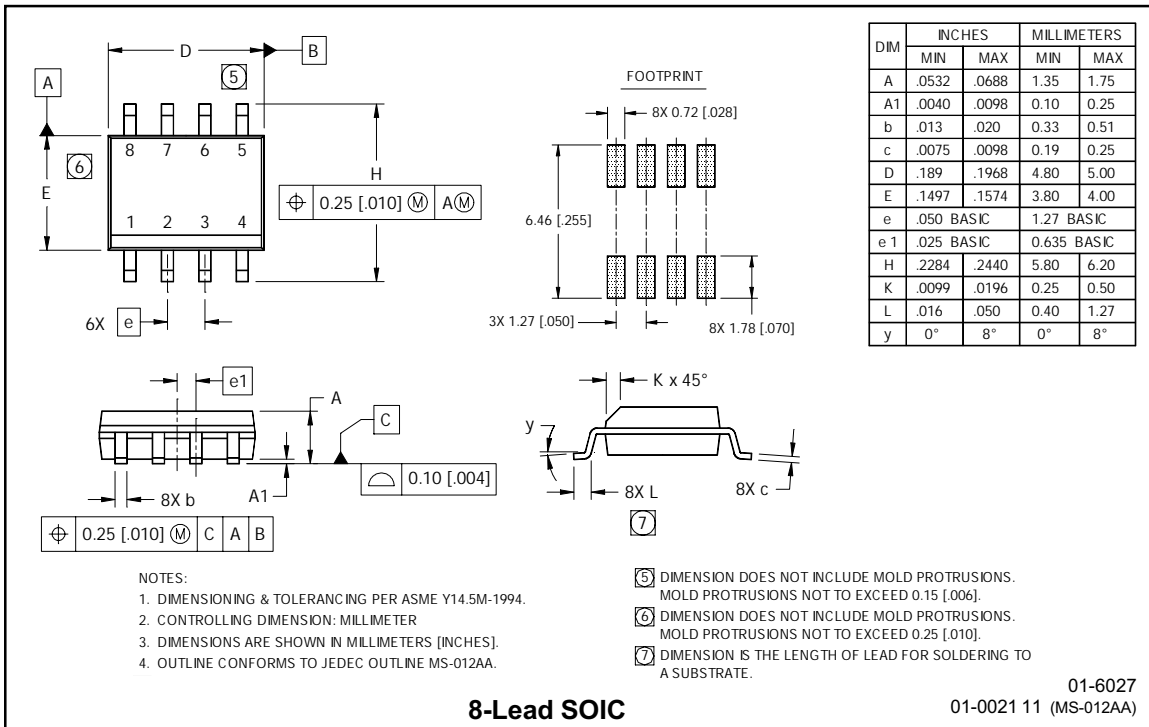 D
B
5
A
8 7 6 5
6
E
H
⌖ 0.25 [.010] Ⓜ AⓂ
1 2 3 4
6X e
FOOTPRINT
8X 0.72 [.028]
6.46 [.255]
3X 1.27 [.050]
8X 1.78 [.070]
DIM INCHES MILLIMETERS
MIN MAX MIN MAX
A .0532 .0688 1.35 1.75
A1 .0040 .0098 0.10 0.25
b .013 .020 0.33 0.51
c .0075 .0098 0.19 0.25
D .189 .1968 4.80 5.00
E .1497 .1574 3.80 4.00
e .050 BASIC 1.27 BASIC
e 1 .025 BASIC 0.635 BASIC
H .2284 .2440 5.80 6.20
K .0099 .0196 0.25 0.50
L .016 .050 0.40 1.27
y 0° 8° 0° 8°
e1
A
C
0.10 [.004]
8X b
A1
⌖ 0.25 [.010] Ⓜ C A B
K x 45°
y
8X L
8X c
7
NOTES:
1. DIMENSIONING & TOLERANCING PER ASME Y14.5M-1994.
2. CONTROLLING DIMENSION: MILLIMETER
3. DIMENSIONS ARE SHOWN IN MILLIMETERS [INCHES].
4. OUTLINE CONFORMS TO JEDEC OUTLINE MS-012AA.
5 DIMENSION DOES NOT INCLUDE MOLD PROTRUSIONS.
MOLD PROTRUSIONS NOT TO EXCEED 0.15 [.006].
6 DIMENSION DOES NOT INCLUDE MOLD PROTRUSIONS.
MOLD PROTRUSIONS NOT TO EXCEED 0.25 [.010].
7 DIMENSION IS THE LENGTH OF LEAD FOR SOLDERING TO
A SUBSTRATE.
8-Lead SOIC
01-6027
01-0021 11 (MS-012AA)